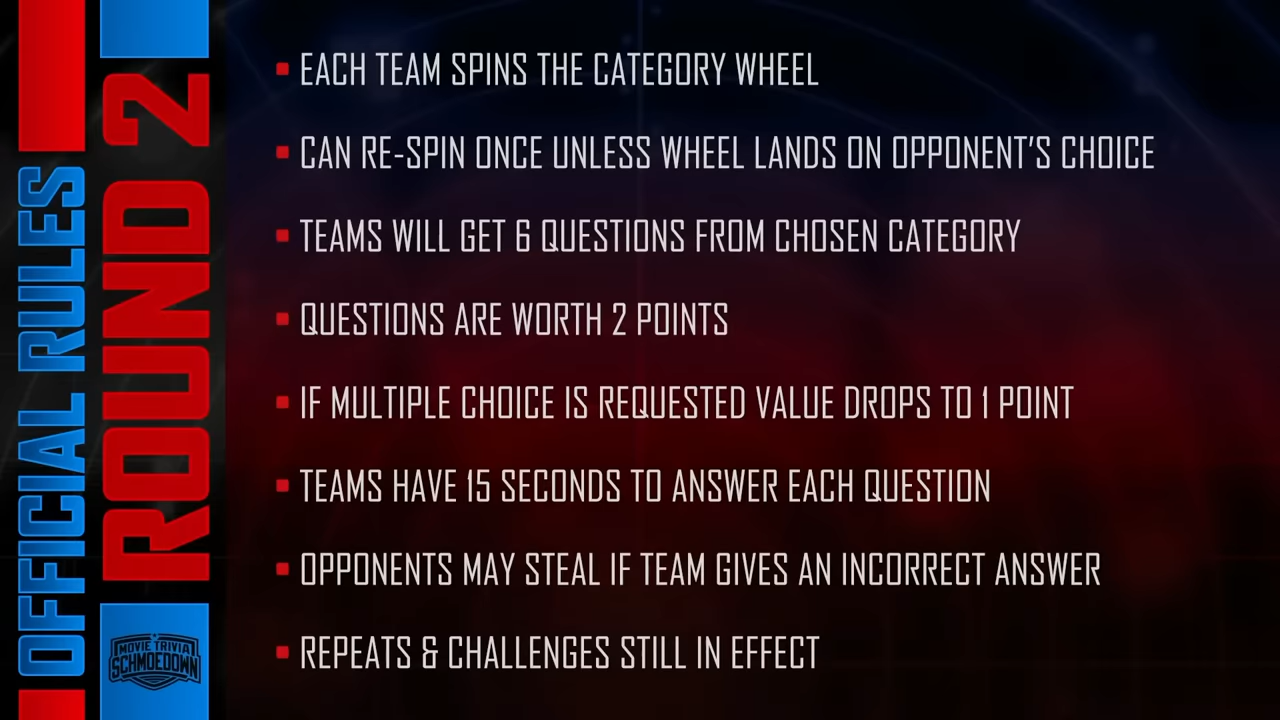 OFFICIAL RULES
ROUND 2
EACH TEAM SPINS THE CATEGORY WHEEL
CAN RE-SPIN ONCE UNLESS WHEEL LANDS ON OPPONENT'S CHOICE
TEAMS WILL GET 6 QUESTIONS FROM CHOSEN CATEGORY
QUESTIONS ARE WORTH 2 POINTS
IF MULTIPLE CHOICE IS REQUESTED VALUE DROPS TO 1 POINT
TEAMS HAVE 15 SECONDS TO ANSWER EACH QUESTION
OPPONENTS MAY STEAL IF TEAM GIVES AN INCORRECT ANSWER
REPEATS & CHALLENGES STILL IN EFFECT
MOVIE TRIVIA
SCHMOEDOWN